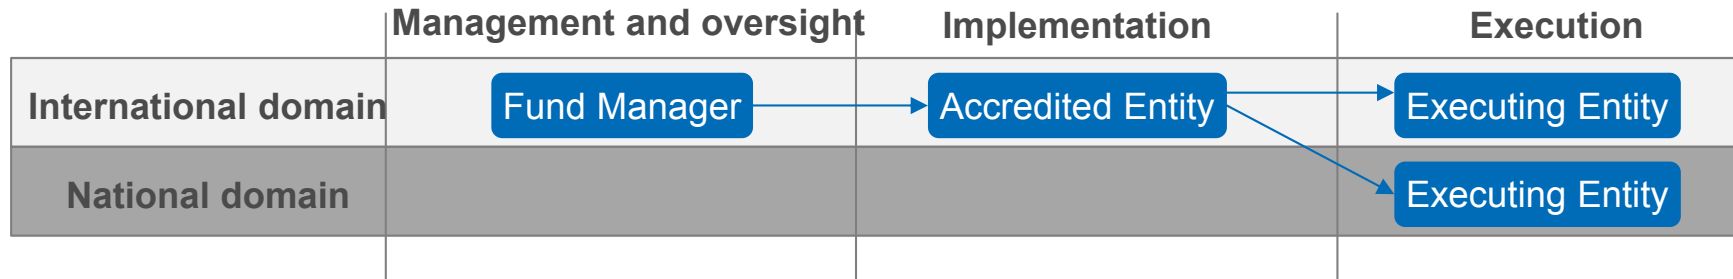 Management and oversight
Implementation
Execution
International domain
Fund Manager
Accredited Entity
Executing Entity
National domain
Executing Entity